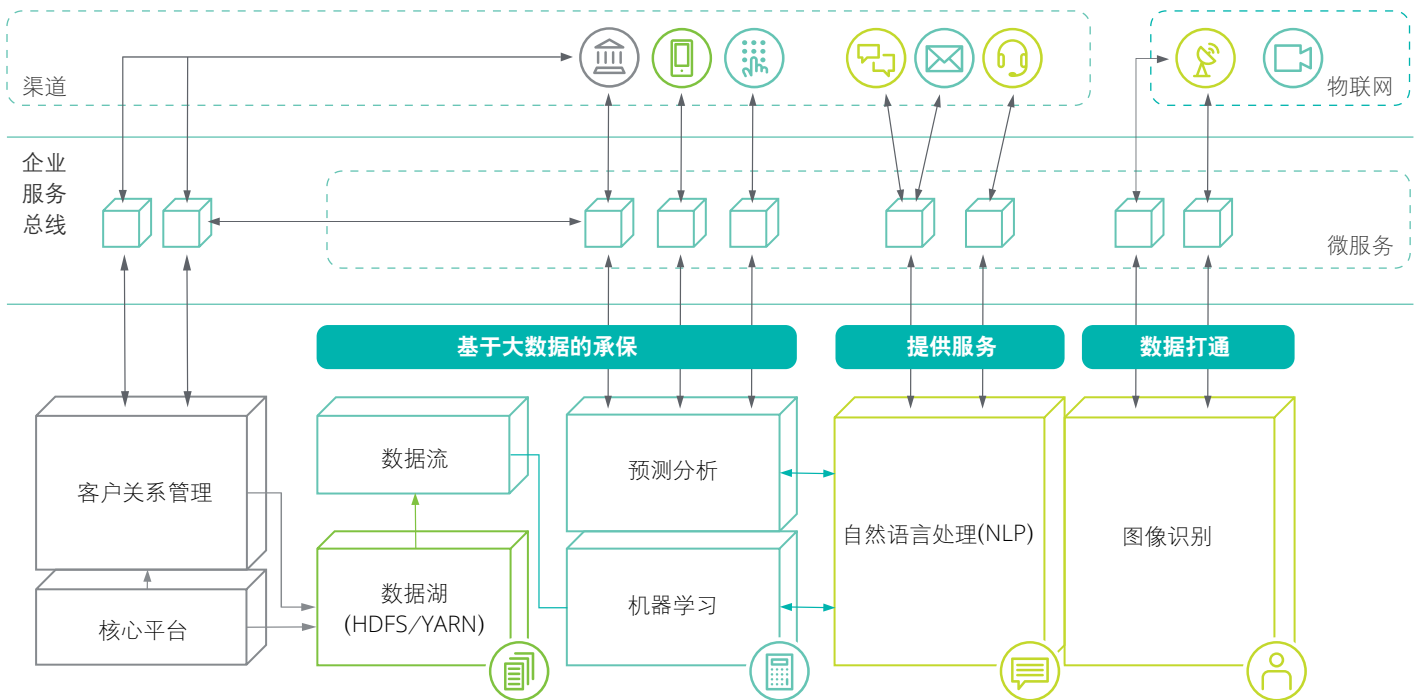 渠道
物联网
企业
服务
总线
微服务
基于大数据的承保
提供服务
数据打通
数据流
预测分析
客户关系管理
自然语言处理(NLP)
图像识别
数据湖
(HDFS/YARN)
机器学习
核心平台